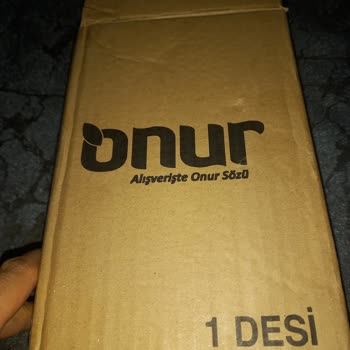 onur
Alışverişte Onur Sözü
1 DESİ